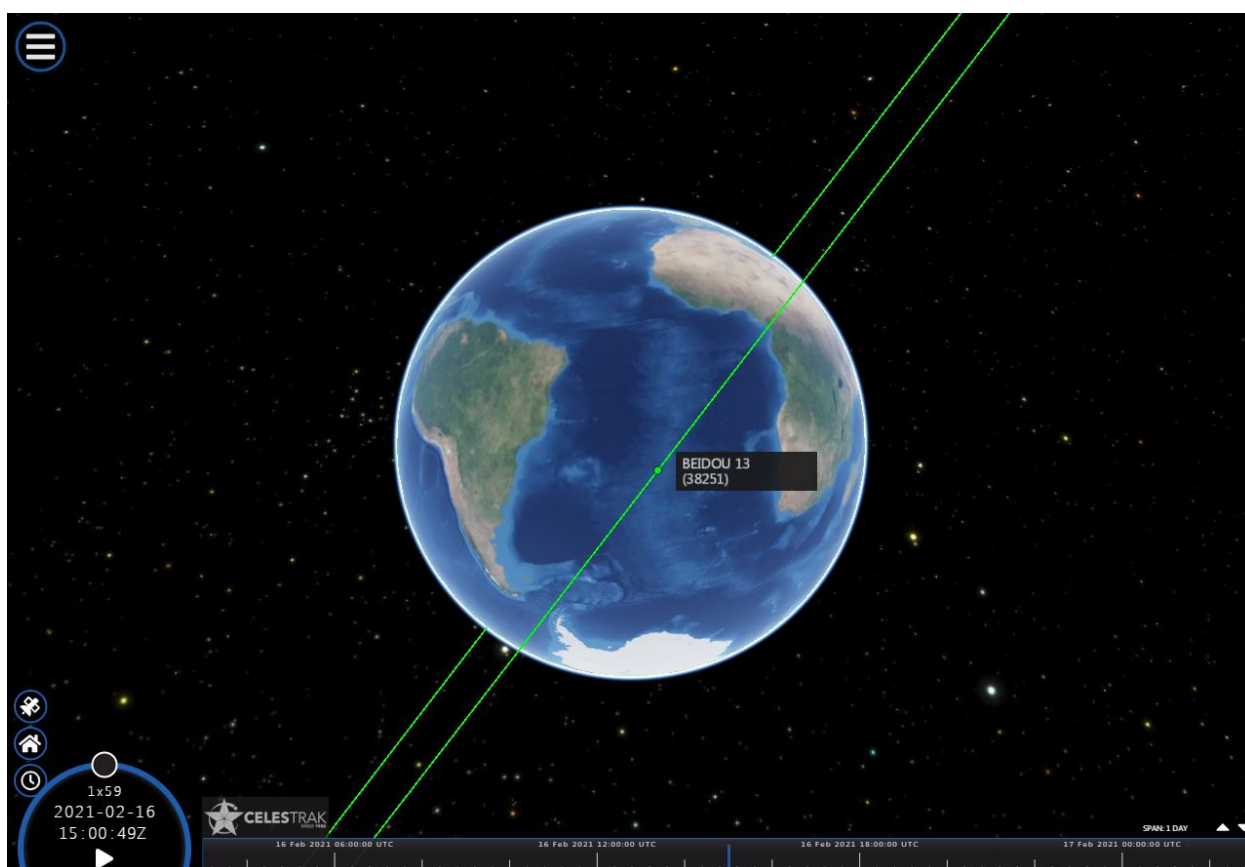 BEIDOU 13
(38251)
1x59
2021-02-16
15:00:49Z
CELESTRAK
SPAN: 1 DAY
16 Feb 2021 06:00:00 UTC
16 Feb 2021 12:00:00 UTC
16 Feb 2021 18:00:00 UTC
17 Feb 2021 00:00:00 UTC